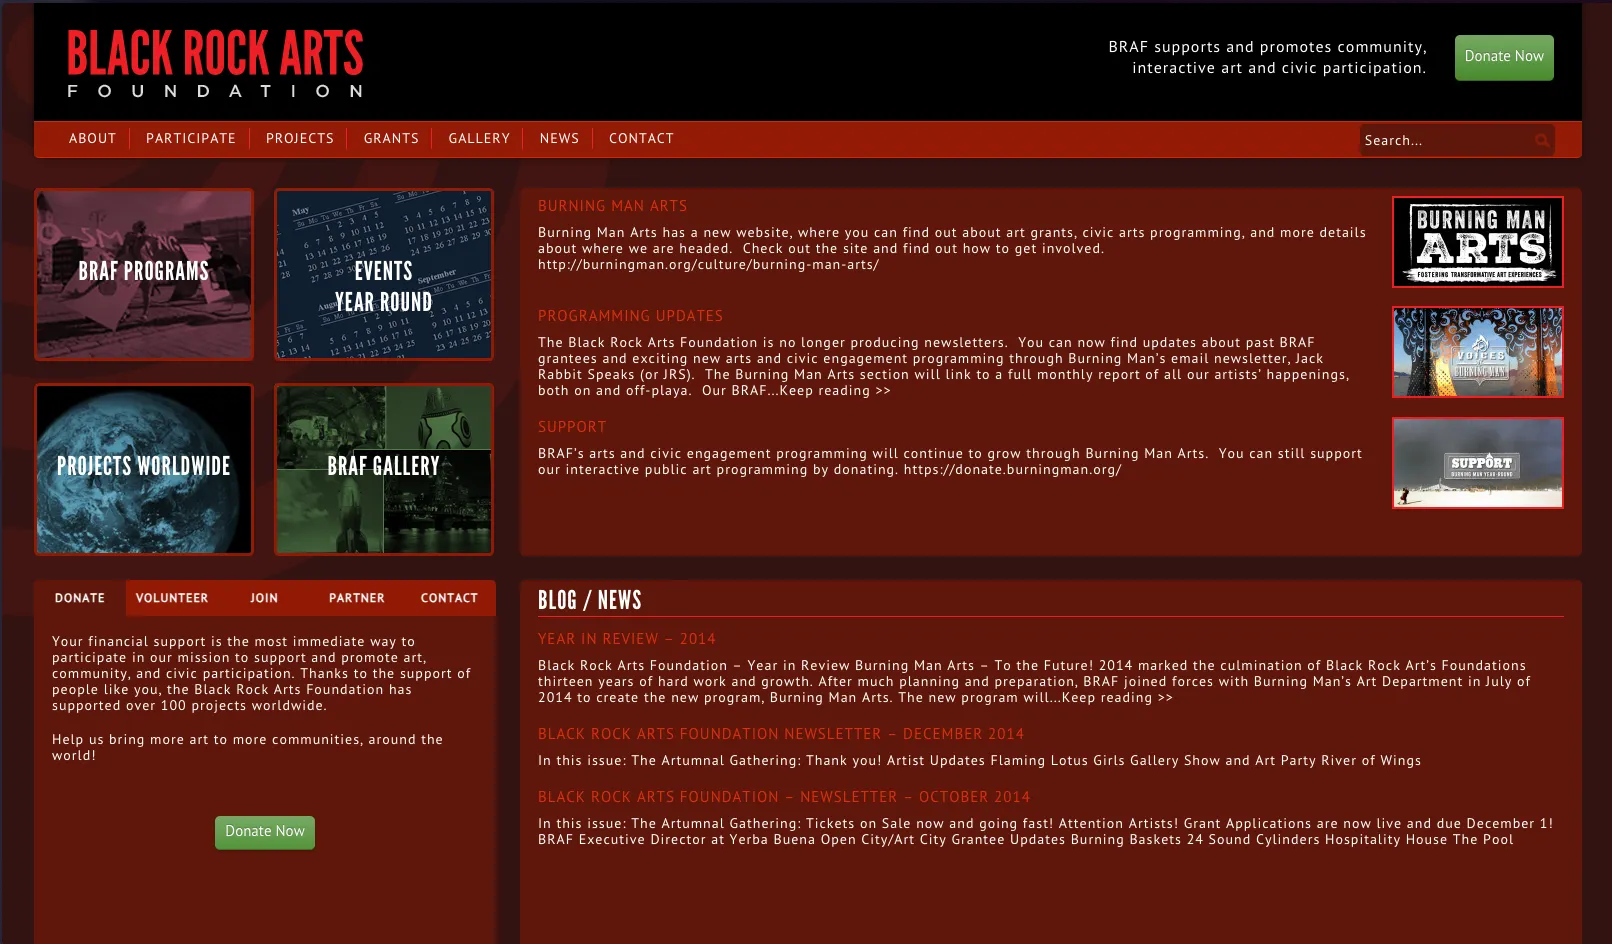 BLACK ROCK ARTS
FOUNDATION
BRAF supports and promotes community,
interactive art and civic participation.
Donate Now
ABOUT
PARTICIPATE
PROJECTS
GRANTS
GALLERY
NEWS
CONTACT
Search...
BRAF PROGRAMS
EVENTS
YEAR ROUND
PROJECTS WORLDWIDE
BRAF GALLERY
BURNING MAN ARTS
Burning Man Arts has a new website, where you can find out about art grants, civic arts programming, and more details
about where we are headed.  Check out the site and find out how to get involved.
http://burningman.org/culture/burning-man-arts/
BURNING MAN
ARTS
FOSTERING TRANSFORMATIVE ART EXPERIENCES
PROGRAMMING UPDATES
The Black Rock Arts Foundation is no longer producing newsletters.  You can now find updates about past BRAF
grantees and exciting new arts and civic engagement programming through Burning Man’s email newsletter, Jack
Rabbit Speaks (or JRS).  The Burning Man Arts section will link to a full monthly report of all our artists’ happenings,
both on and off-playa.  Our BRAF...Keep reading >>
VOICES
BURNING MAN
SUPPORT
BRAF’s arts and civic engagement programming will continue to grow through Burning Man Arts.  You can still support
our interactive public art programming by donating. https://donate.burningman.org/
SUPPORT
BURNING MAN YEAR-ROUND
DONATE
VOLUNTEER
JOIN
PARTNER
CONTACT
Your financial support is the most immediate way to
participate in our mission to support and promote art,
community, and civic participation. Thanks to the support of
people like you, the Black Rock Arts Foundation has
supported over 100 projects worldwide.
Help us bring more art to more communities, around the
world!
Donate Now
BLOG / NEWS
YEAR IN REVIEW – 2014
Black Rock Arts Foundation – Year in Review Burning Man Arts – To the Future! 2014 marked the culmination of Black Rock Art’s Foundations
thirteen years of hard work and growth. After much planning and preparation, BRAF joined forces with Burning Man’s Art Department in July of
2014 to create the new program, Burning Man Arts. The new program will...Keep reading >>
BLACK ROCK ARTS FOUNDATION NEWSLETTER – DECEMBER 2014
In this issue: The Artumnal Gathering: Thank you! Artist Updates Flaming Lotus Girls Gallery Show and Art Party River of Wings
BLACK ROCK ARTS FOUNDATION – NEWSLETTER – OCTOBER 2014
In this issue: The Artumnal Gathering: Tickets on Sale now and going fast! Attention Artists! Grant Applications are now live and due December 1!
BRAF Executive Director at Yerba Buena Open City/Art City Grantee Updates Burning Baskets 24 Sound Cylinders Hospitality House The Pool